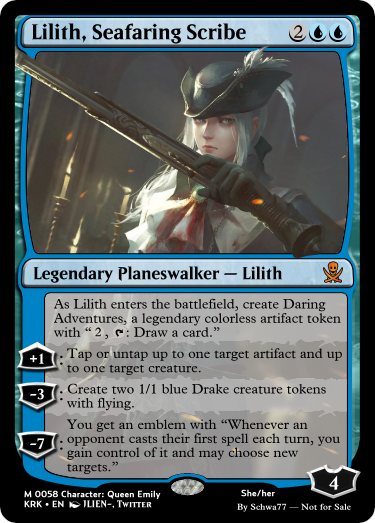 Lilith, Seafaring Scribe 2
Legendary Planeswalker — Lilith
As Lilith enters the battlefield, create Daring
Adventures, a legendary colorless artifact token
with “2, : Draw a card.”
+1: Tap or untap up to one target artifact and up
to one target creature.
-3: Create two 1/1 blue Drake creature tokens
with flying.
You get an emblem with “Whenever an
-7: opponent casts their first spell each turn, you
gain control of it and may choose new
targets.”
4
M 0058 Character: Queen Emily She/her
KRK • EN JLIEN-, Twitter By Schwa77 — Not for Sale